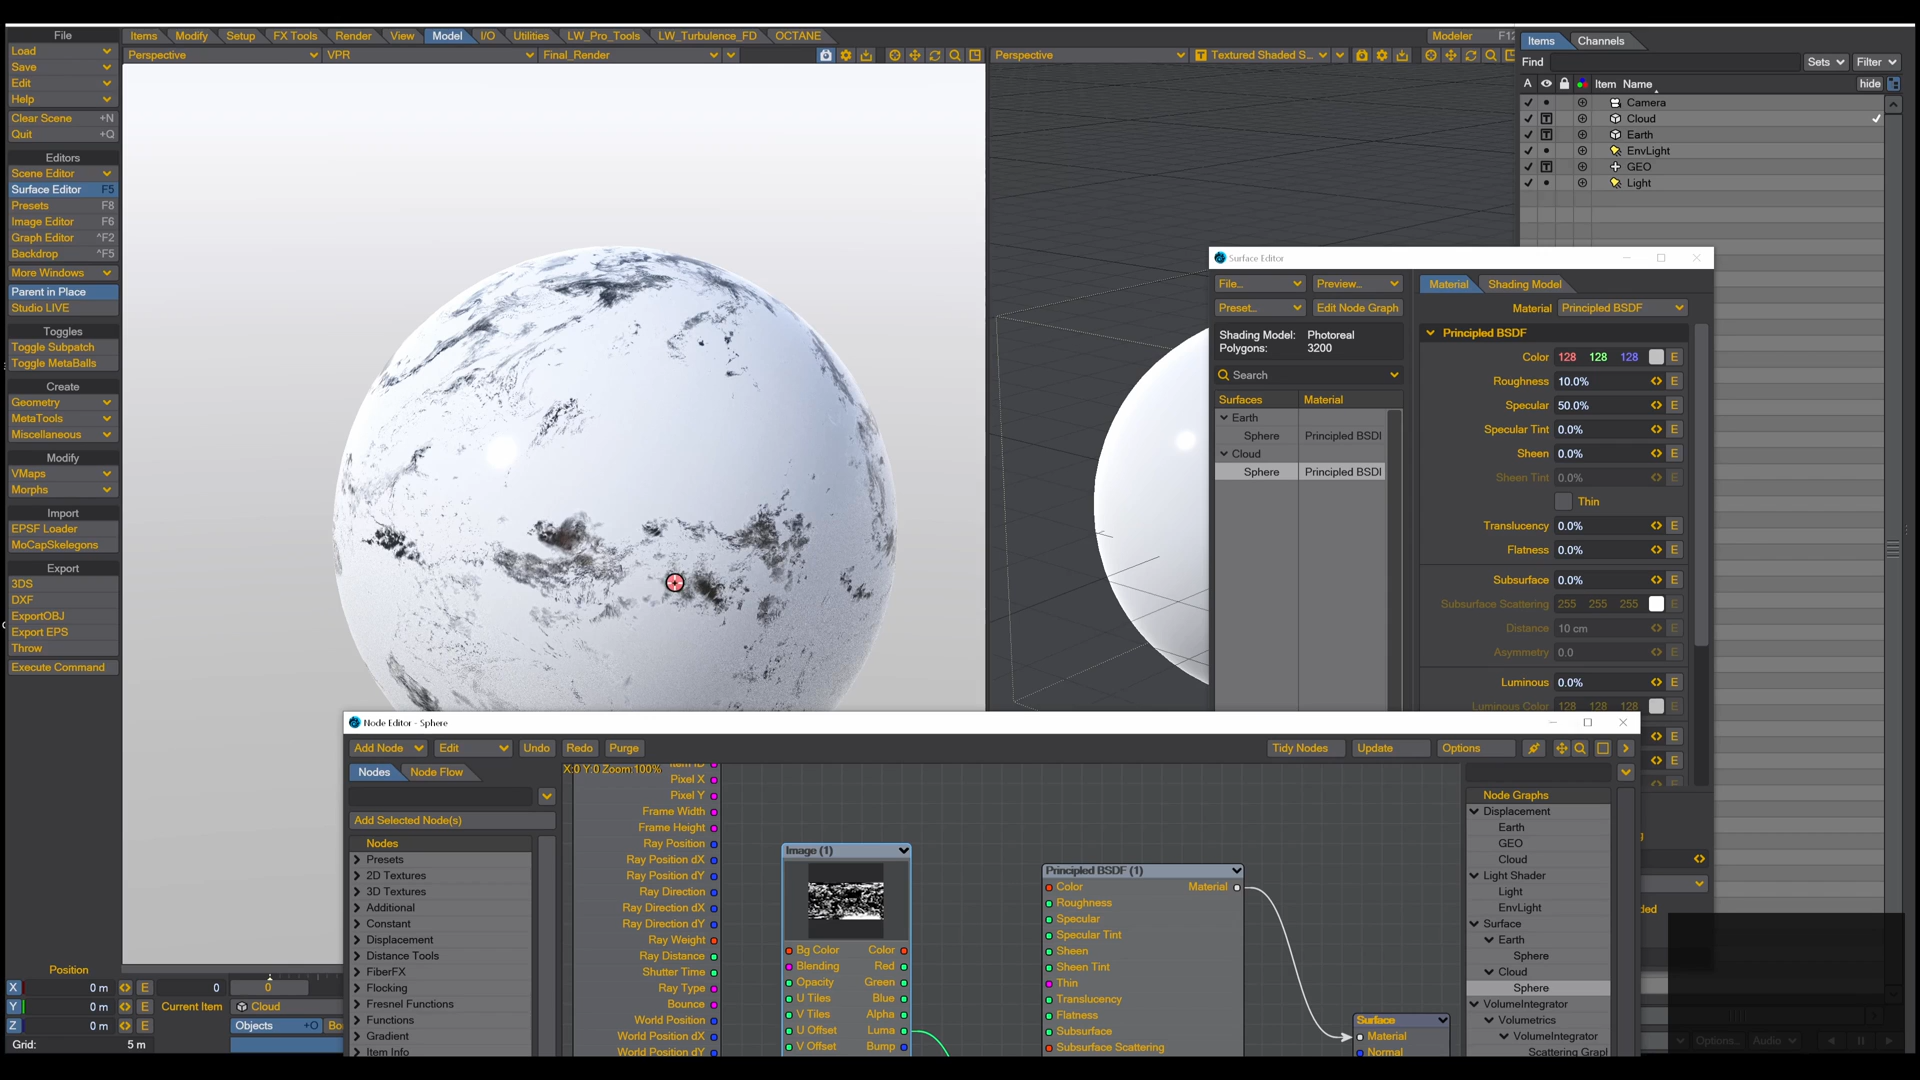 File
Load
Save
Edit
Help
Clear Scene +N
Quit +Q
Editors
Scene Editor
Surface Editor F5
Presets F8
Image Editor F6
Graph Editor ^F2
Backdrop ^F5
More Windows
Parent in Place
Studio LIVE
Toggles
Toggle Subpatch
Toggle MetaBalls
Create
Geometry
MetaTools
Miscellaneous
Modify
VMaps
Morphs
Import
EPSF Loader
MoCapSkelegons
Export
3DS
DXF
ExportOBJ
Export EPS
Throw
Execute Command
Items Modify Setup FX Tools Render View Model I/O Utilities LW_Pro_Tools LW_Turbulence_FD OCTANE
Modeler F12
Perspective VPR Final_Render
Perspective T Textured Shaded S...
Items Channels
Find Sets Filter
A Item Name hide
Camera
T Cloud
T Earth
EnvLight
T GEO
Light
Surface Editor
File... Preview...
Preset... Edit Node Graph
Shading Model: Photoreal
Polygons: 3200
Search
Surfaces Material
Earth
Sphere Principled BSDI
Cloud
Sphere Principled BSDI
Material Shading Model
Material Principled BSDF
Principled BSDF
Color 128 128 128 E
Roughness 10.0% E
Specular 50.0% E
Specular Tint 0.0% E
Sheen 0.0% E
Sheen Tint 0.0% E
Thin
Translucency 0.0% E
Flatness 0.0% E
Subsurface 0.0% E
Subsurface Scattering 255 255 255 E
Distance 10 cm E
Asymmetry 0.0 E
Luminous 0.0% E
Luminous Color 128 128 128 E
E
E
Node Editor - Sphere
Add Node Edit Undo Redo Purge Tidy Nodes Update Options
Nodes Node Flow
Add Selected Node(s)
Nodes
Presets
2D Textures
3D Textures
Additional
Constant
Displacement
Distance Tools
FiberFX
Flocking
Fresnel Functions
Functions
Gradient
Item Info
X:0 Y:0 Zoom:100%
Item ID
Pixel X
Pixel Y
Frame Width
Frame Height
Ray Position
Ray Position dX
Ray Position dY
Ray Direction
Ray Direction dX
Ray Direction dY
Ray Weight
Ray Distance
Shutter Time
Ray Type
Bounce
World Position
World Position dX
World Position dY
Image (1)
Bg Color Color
Blending Red
Opacity Green
U Tiles Blue
V Tiles Alpha
U Offset Luma
V Offset Bump
Principled BSDF (1)
Color Material
Roughness
Specular
Specular Tint
Sheen
Sheen Tint
Thin
Translucency
Flatness
Subsurface
Subsurface Scattering
Surface
Material
Normal
Node Graphs
Displacement
Earth
GEO
Cloud
Light Shader
Light
EnvLight
Surface
Earth
Sphere
Cloud
Sphere
VolumeIntegrator
Volumetrics
VolumeIntegrator
Scattering Grapl
ded
Options... Audio
Position
X 0 m E 0 0
Y 0 m E Current Item Cloud
Z 0 m E Objects +O Bo
Grid: 5 m